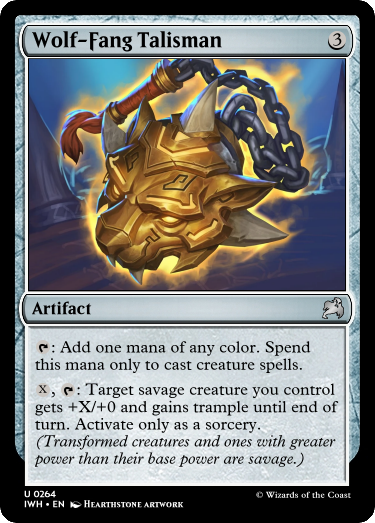 Wolf-Fang Talisman 3
Artifact
: Add one mana of any color. Spend
this mana only to cast creature spells.
X, : Target savage creature you control
gets +X/+0 and gains trample until end
of turn. Activate only as a sorcery.
(Transformed creatures and ones with greater
power than their base power are savage.)
U 0264
IWH • EN Hearthstone artwork
© Wizards of the Coast